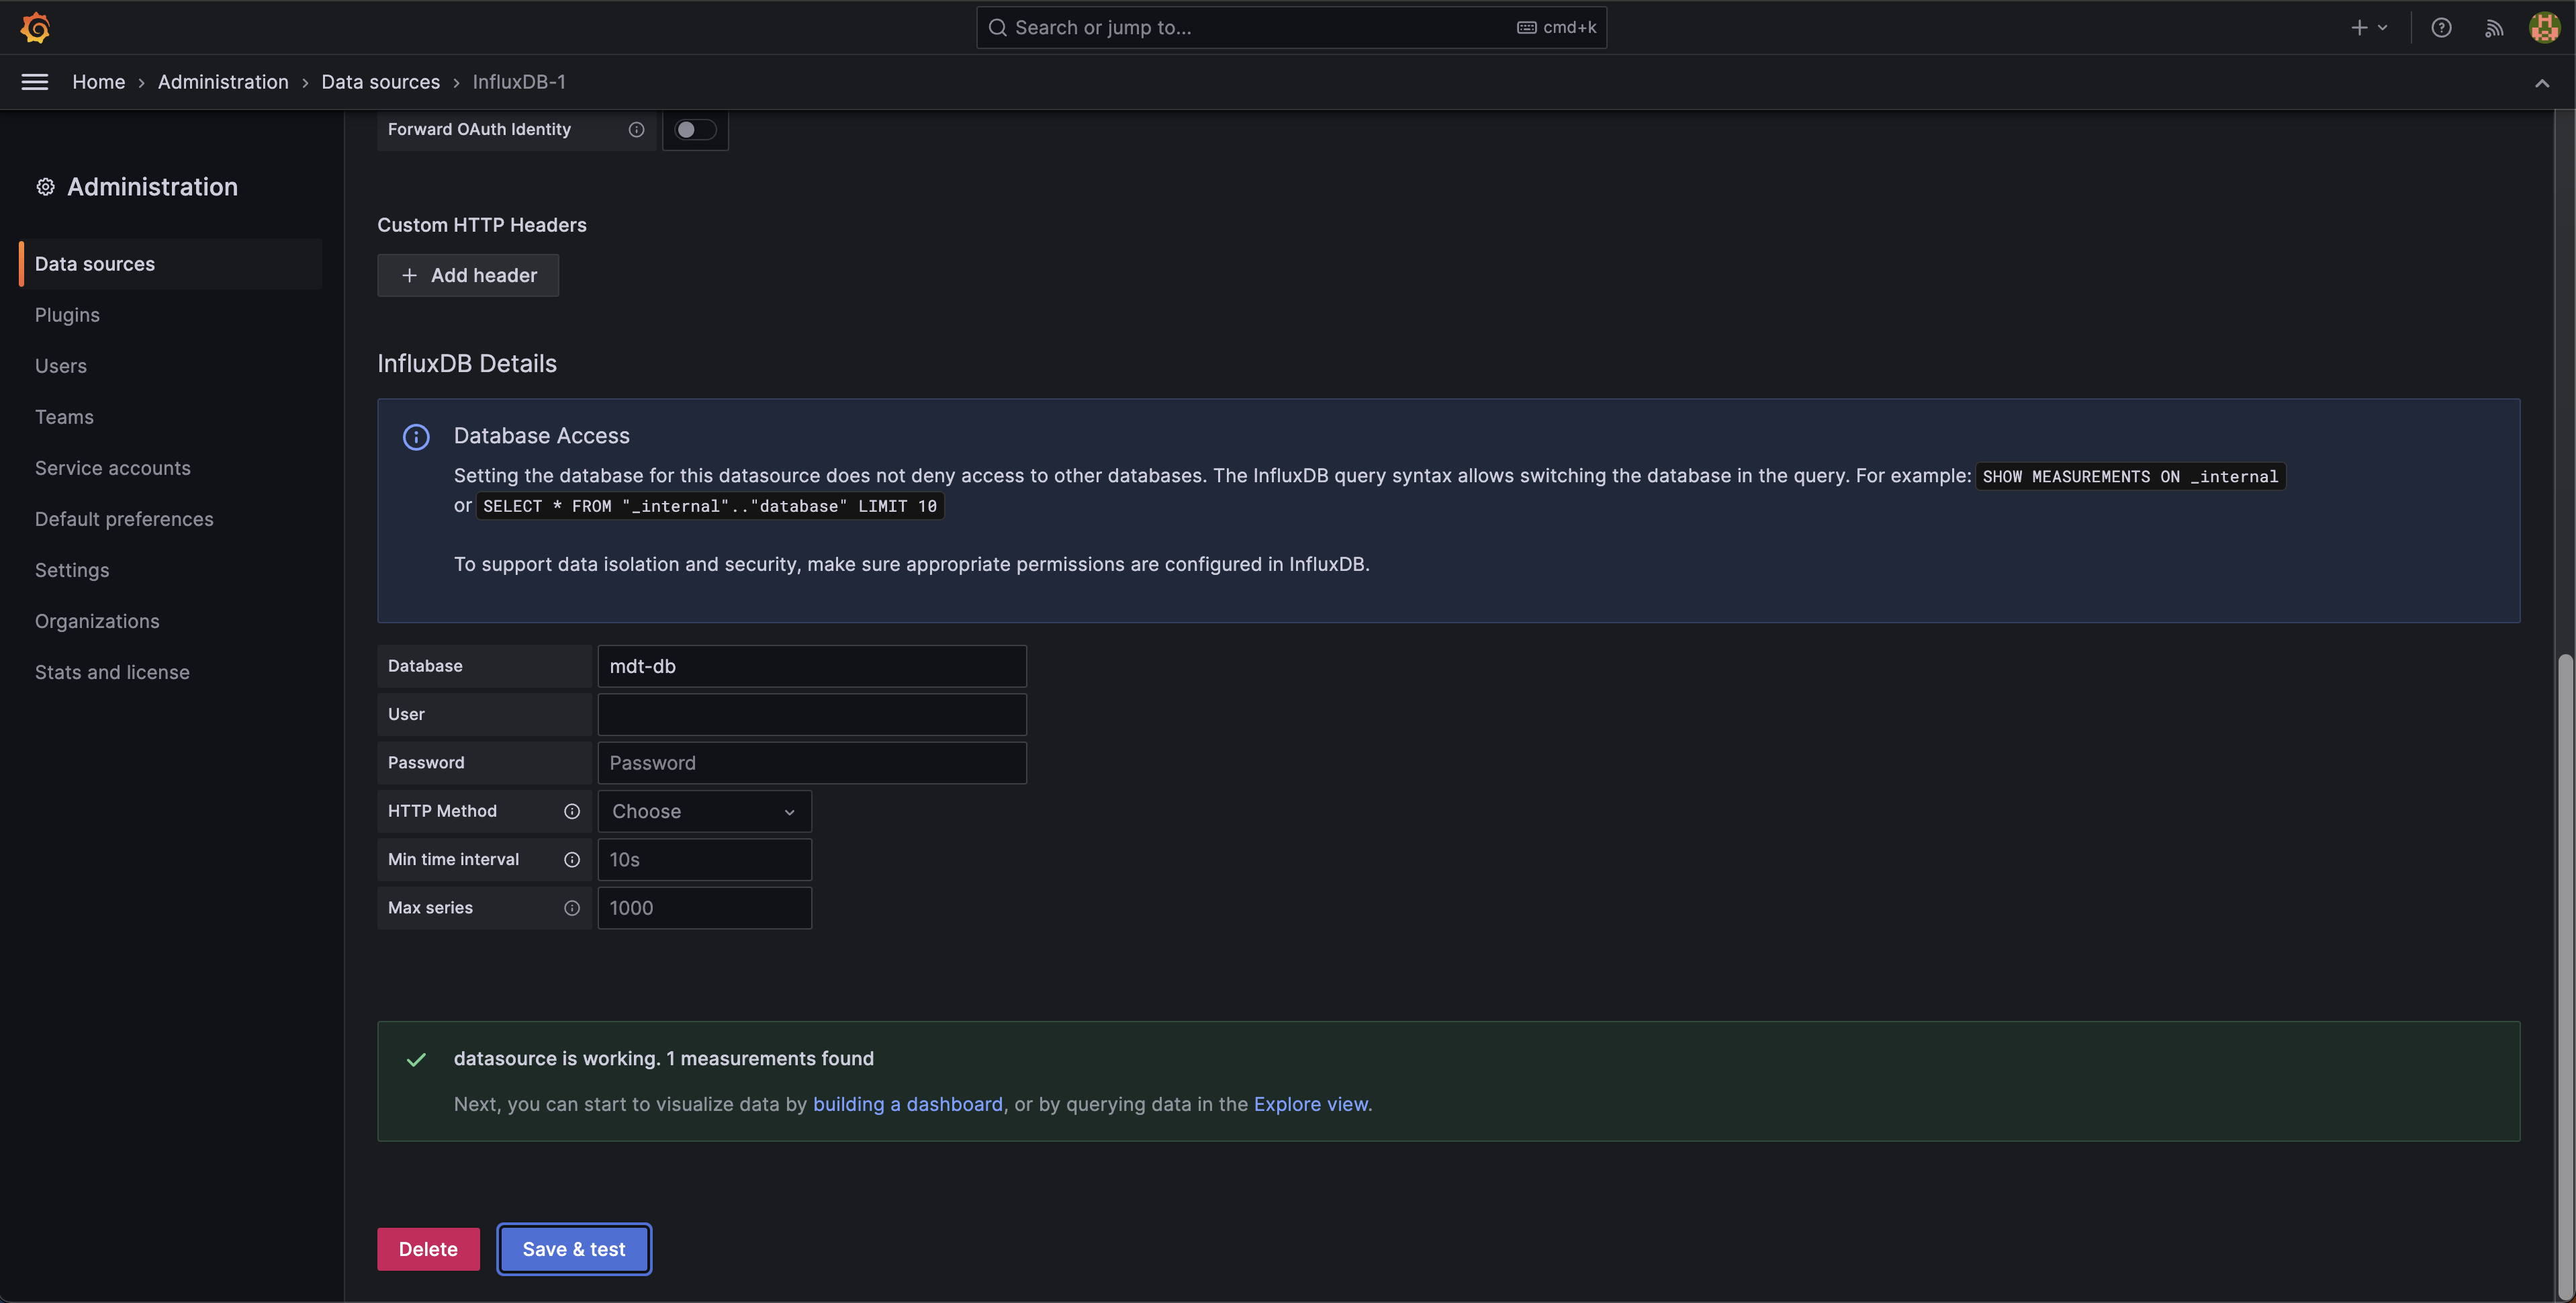 Search or jump to...
cmd+k
Home › Administration › Data sources › InfluxDB-1
Administration
Data sources
Plugins
Users
Teams
Service accounts
Default preferences
Settings
Organizations
Stats and license
Forward OAuth Identity
Custom HTTP Headers
+ Add header
InfluxDB Details
Database Access
Setting the database for this datasource does not deny access to other databases. The InfluxDB query syntax allows switching the database in the query. For example: SHOW MEASUREMENTS ON _internal
or SELECT * FROM "_internal".."database" LIMIT 10
To support data isolation and security, make sure appropriate permissions are configured in InfluxDB.
Database mdt-db
User
Password Password
HTTP Method Choose
Min time interval 10s
Max series 1000
datasource is working. 1 measurements found
Next, you can start to visualize data by building a dashboard, or by querying data in the Explore view.
Delete Save & test